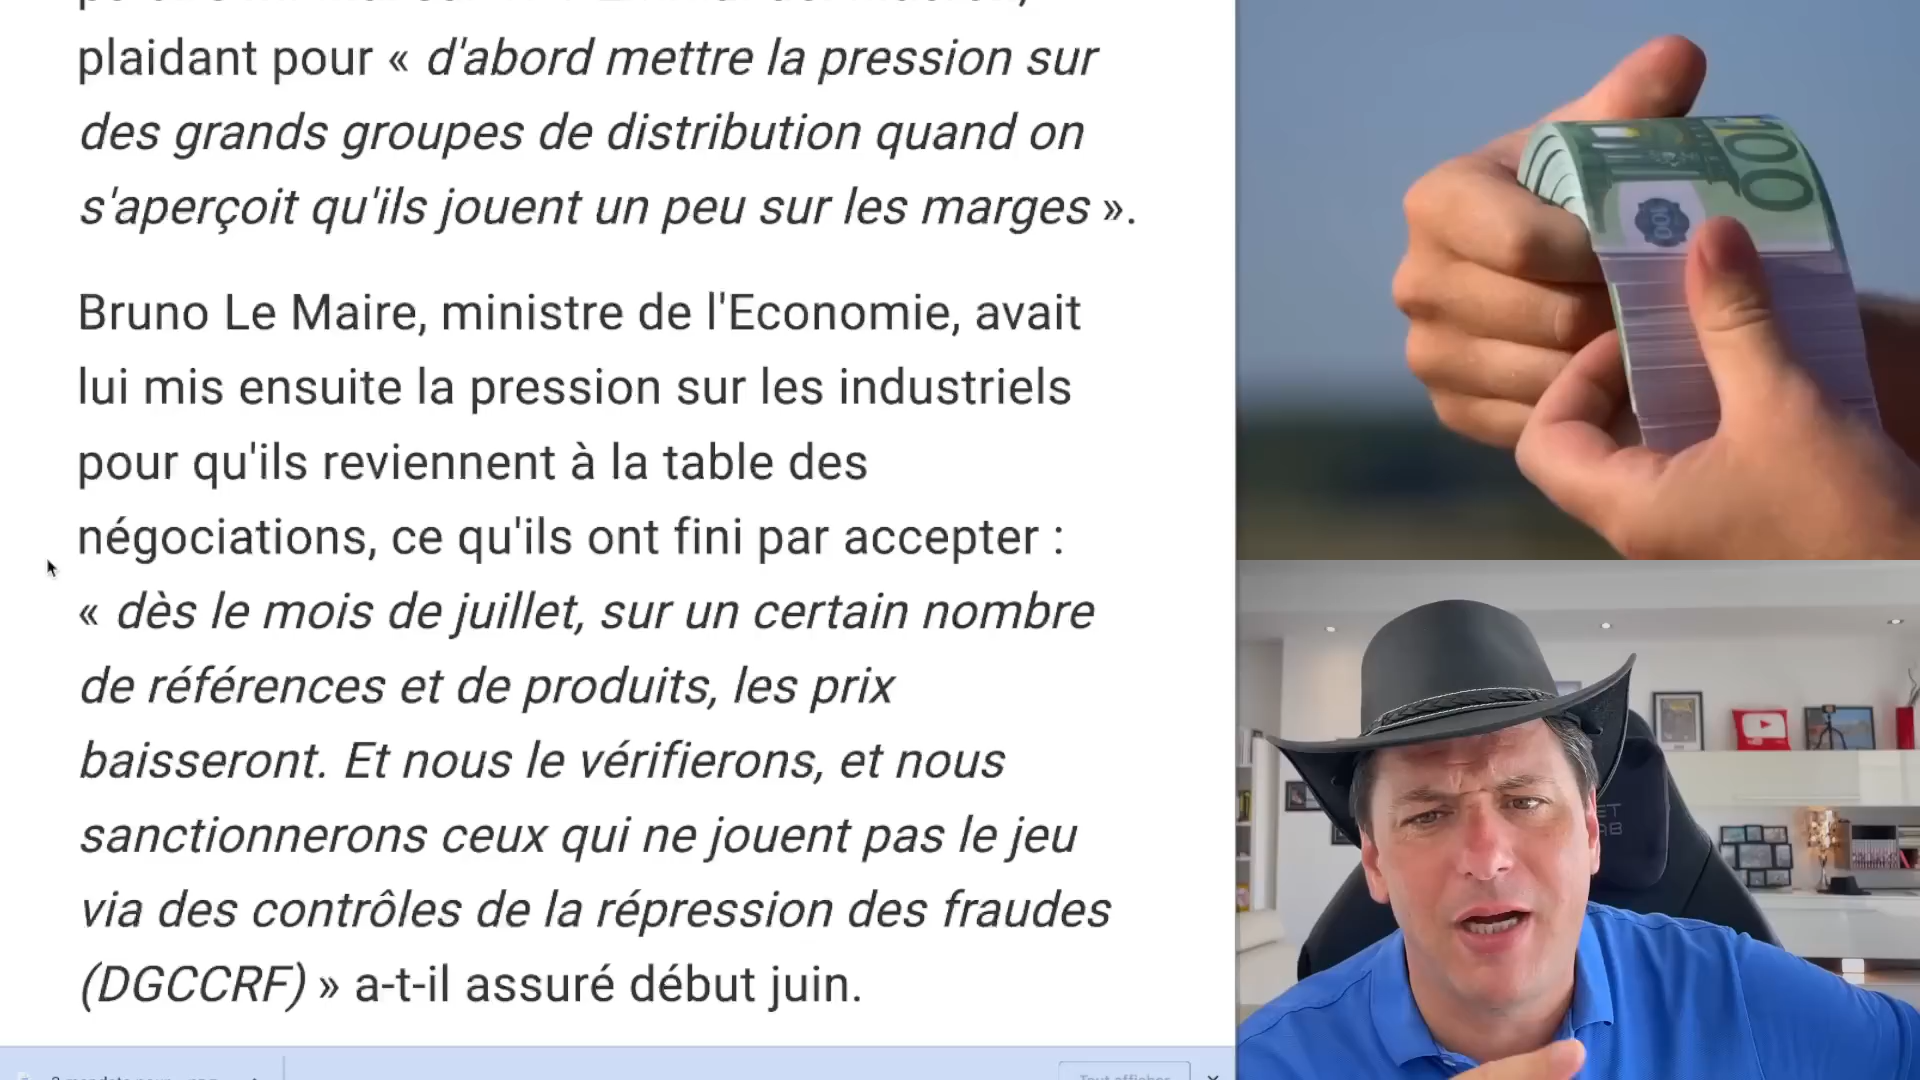 plaidant pour « d'abord mettre la pression sur
des grands groupes de distribution quand on
s'aperçoit qu'ils jouent un peu sur les marges ».
Bruno Le Maire, ministre de l'Economie, avait
lui mis ensuite la pression sur les industriels
pour qu'ils reviennent à la table des
négociations, ce qu'ils ont fini par accepter :
« dès le mois de juillet, sur un certain nombre
de références et de produits, les prix
baisseront. Et nous le vérifierons, et nous
sanctionnerons ceux qui ne jouent pas le jeu
via des contrôles de la répression des fraudes
(DGCCRF) » a-t-il assuré début juin.
Tout afficher
100